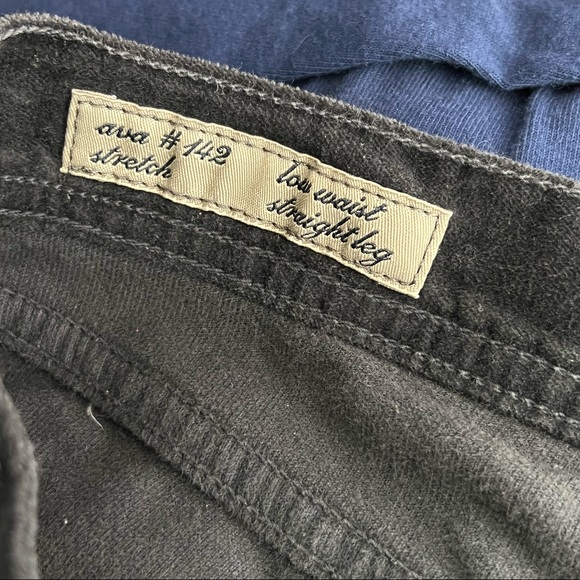 ava # 142
stretch
low waist
straight leg